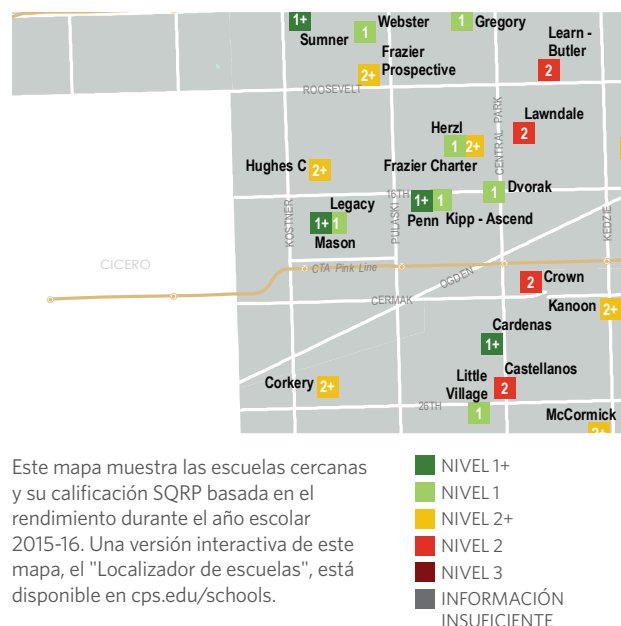 1+
Sumner
Webster
1
Gregory
1
Learn -
Butler
2
Frazier
Prospective
2+
ROOSEVELT
CENTRAL PARK
Lawndale
2
Herzl
1
2+
Frazier Charter
Hughes C
2+
16TH
Dvorak
1
Legacy
1+
1
Mason
1+
1
Penn
Kipp - Ascend
KOSTNER
PULASKI
KEDZIE
CICERO
CTA Pink Line
OGDEN
CERMAK
Crown
2
Kanoon
2+
Cardenas
1+
Castellanos
2
Little
Village
1
Corkery
2+
26TH
McCormick
2+
Este mapa muestra las escuelas cercanas
y su calificación SQRP basada en el
rendimiento durante el año escolar
2015-16. Una versión interactiva de este
mapa, el "Localizador de escuelas", está
disponible en cps.edu/schools.
NIVEL 1+
NIVEL 1
NIVEL 2+
NIVEL 2
NIVEL 3
INFORMACIÓN
INSUFICIENTE